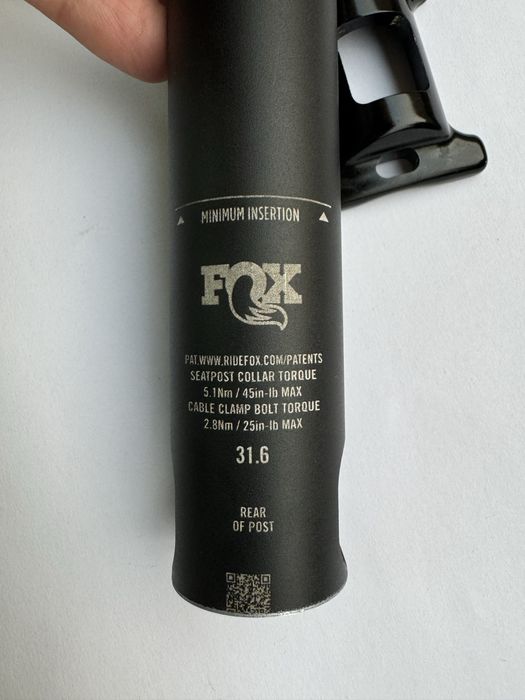 MINIMUM INSERTION
FOX
PAT.WWW.RIDEFOX.COM/PATENTS
SEATPOST COLLAR TORQUE
5.1Nm / 45in-lb MAX
CABLE CLAMP BOLT TORQUE
2.8Nm / 25in-lb MAX
31.6
REAR
OF POST